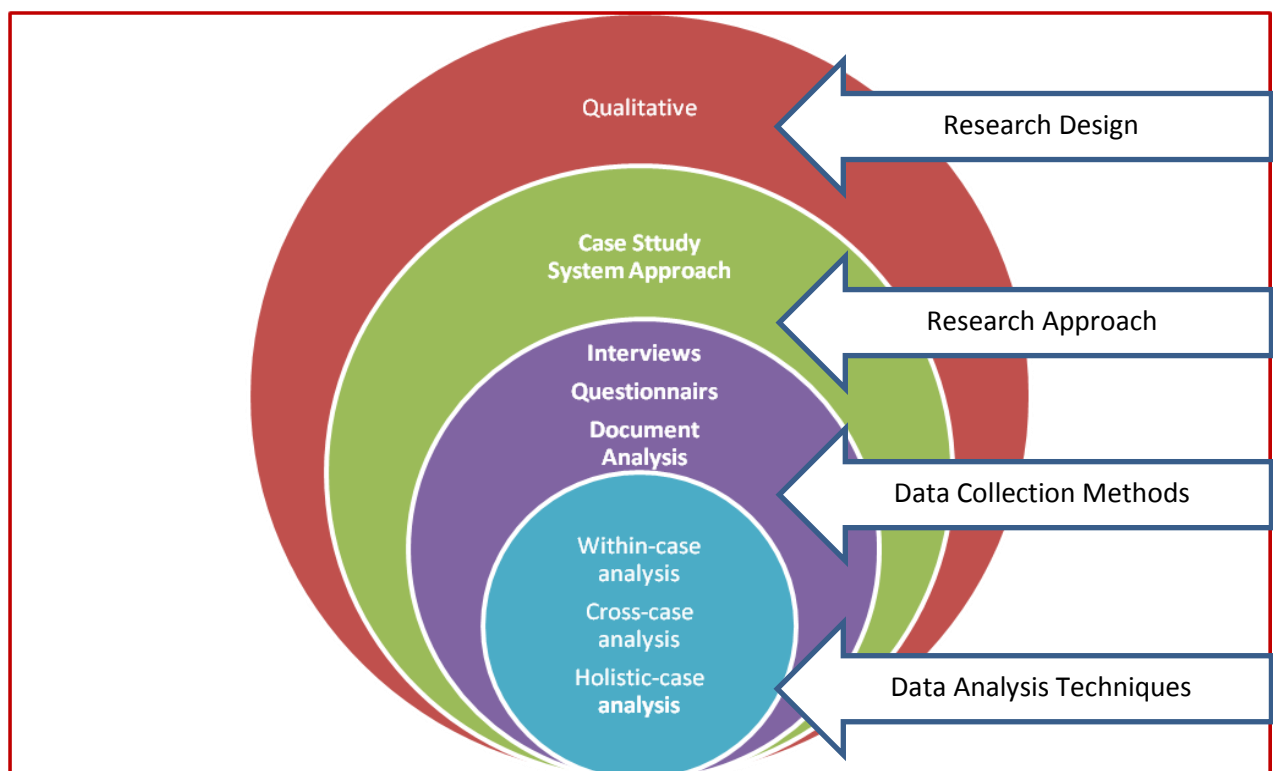 Qualitative
Research Design
Case Sttudy
System Approach
Research Approach
Interviews
Questionnairs
Document
Analysis
Data Collection Methods
Within-case
analysis
Cross-case
analysis
Holistic-case
analysis
Data Analysis Techniques